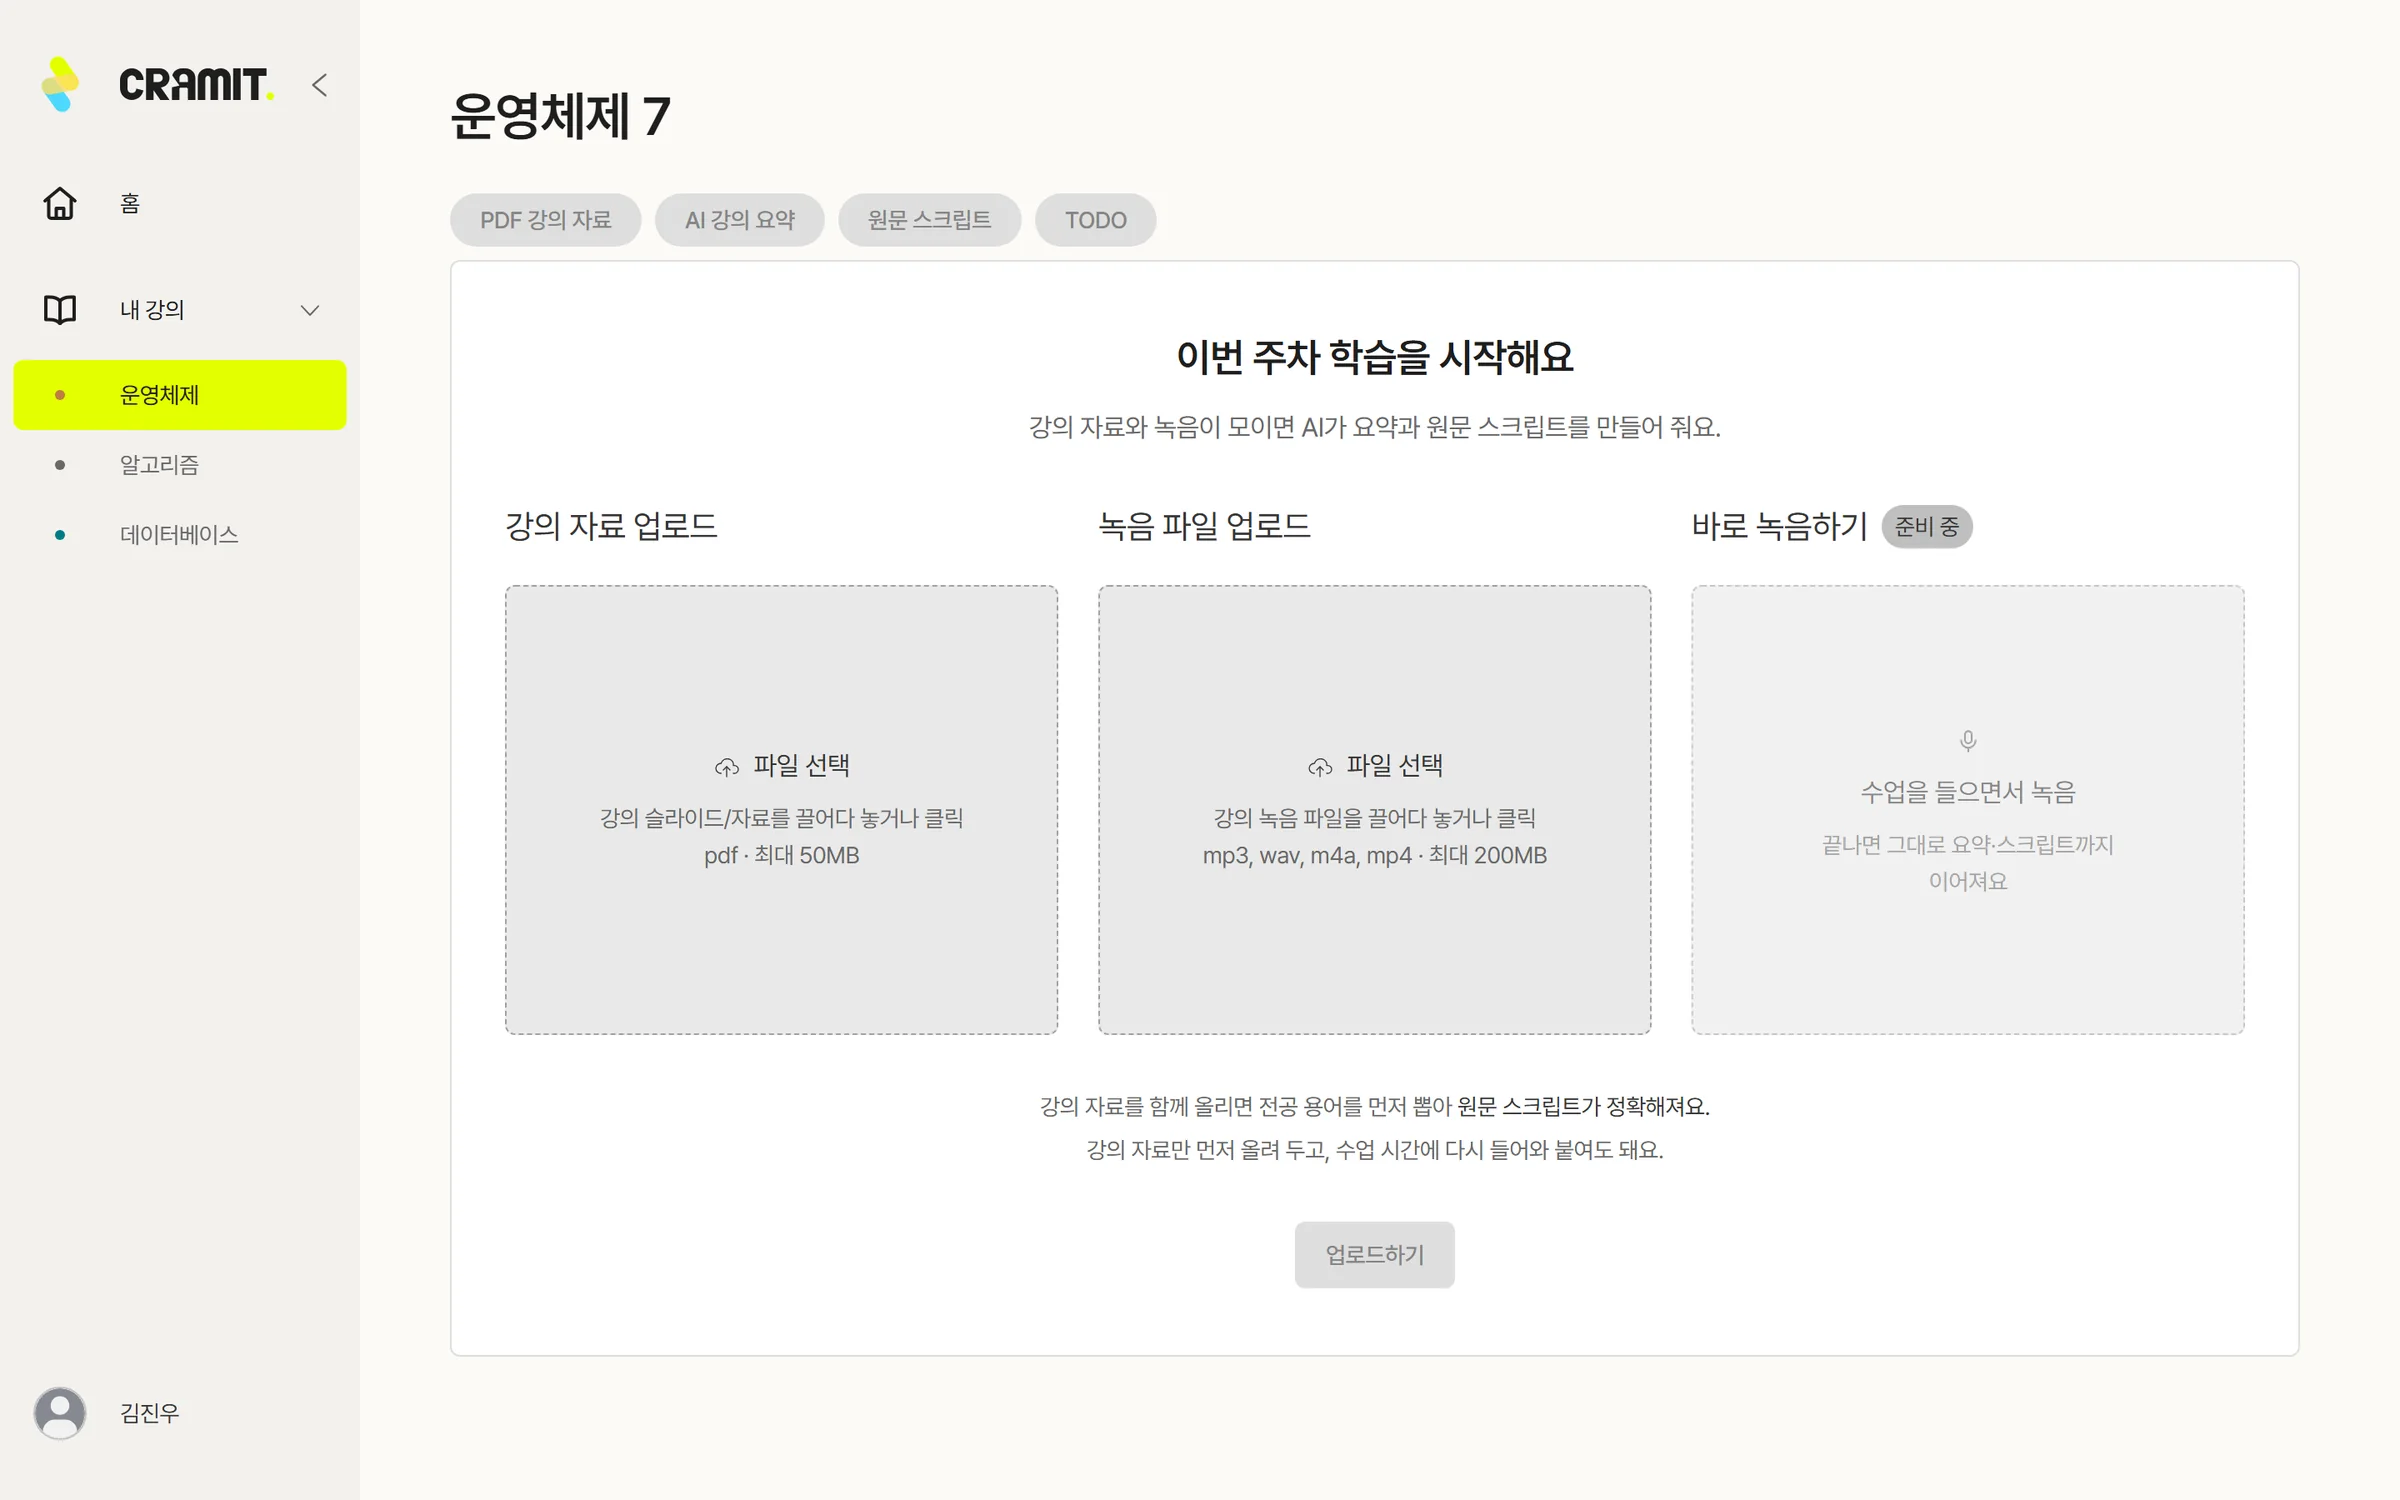 CRAMIT.
홈
내 강의
운영체제
알고리즘
데이터베이스
김진우
운영체제 7
PDF 강의 자료
AI 강의 요약
원문 스크립트
TODO
이번 주차 학습을 시작해요
강의 자료와 녹음이 모이면 AI가 요약과 원문 스크립트를 만들어 줘요.
강의 자료 업로드
파일 선택
강의 슬라이드/자료를 끌어다 놓거나 클릭
pdf · 최대 50MB
녹음 파일 업로드
파일 선택
강의 녹음 파일을 끌어다 놓거나 클릭
mp3, wav, m4a, mp4 · 최대 200MB
바로 녹음하기 준비 중
수업을 들으면서 녹음
끝나면 그대로 요약·스크립트까지
이어져요
강의 자료를 함께 올리면 전공 용어를 먼저 뽑아 원문 스크립트가 정확해져요.
강의 자료만 먼저 올려 두고, 수업 시간에 다시 들어와 붙여도 돼요.
업로드하기